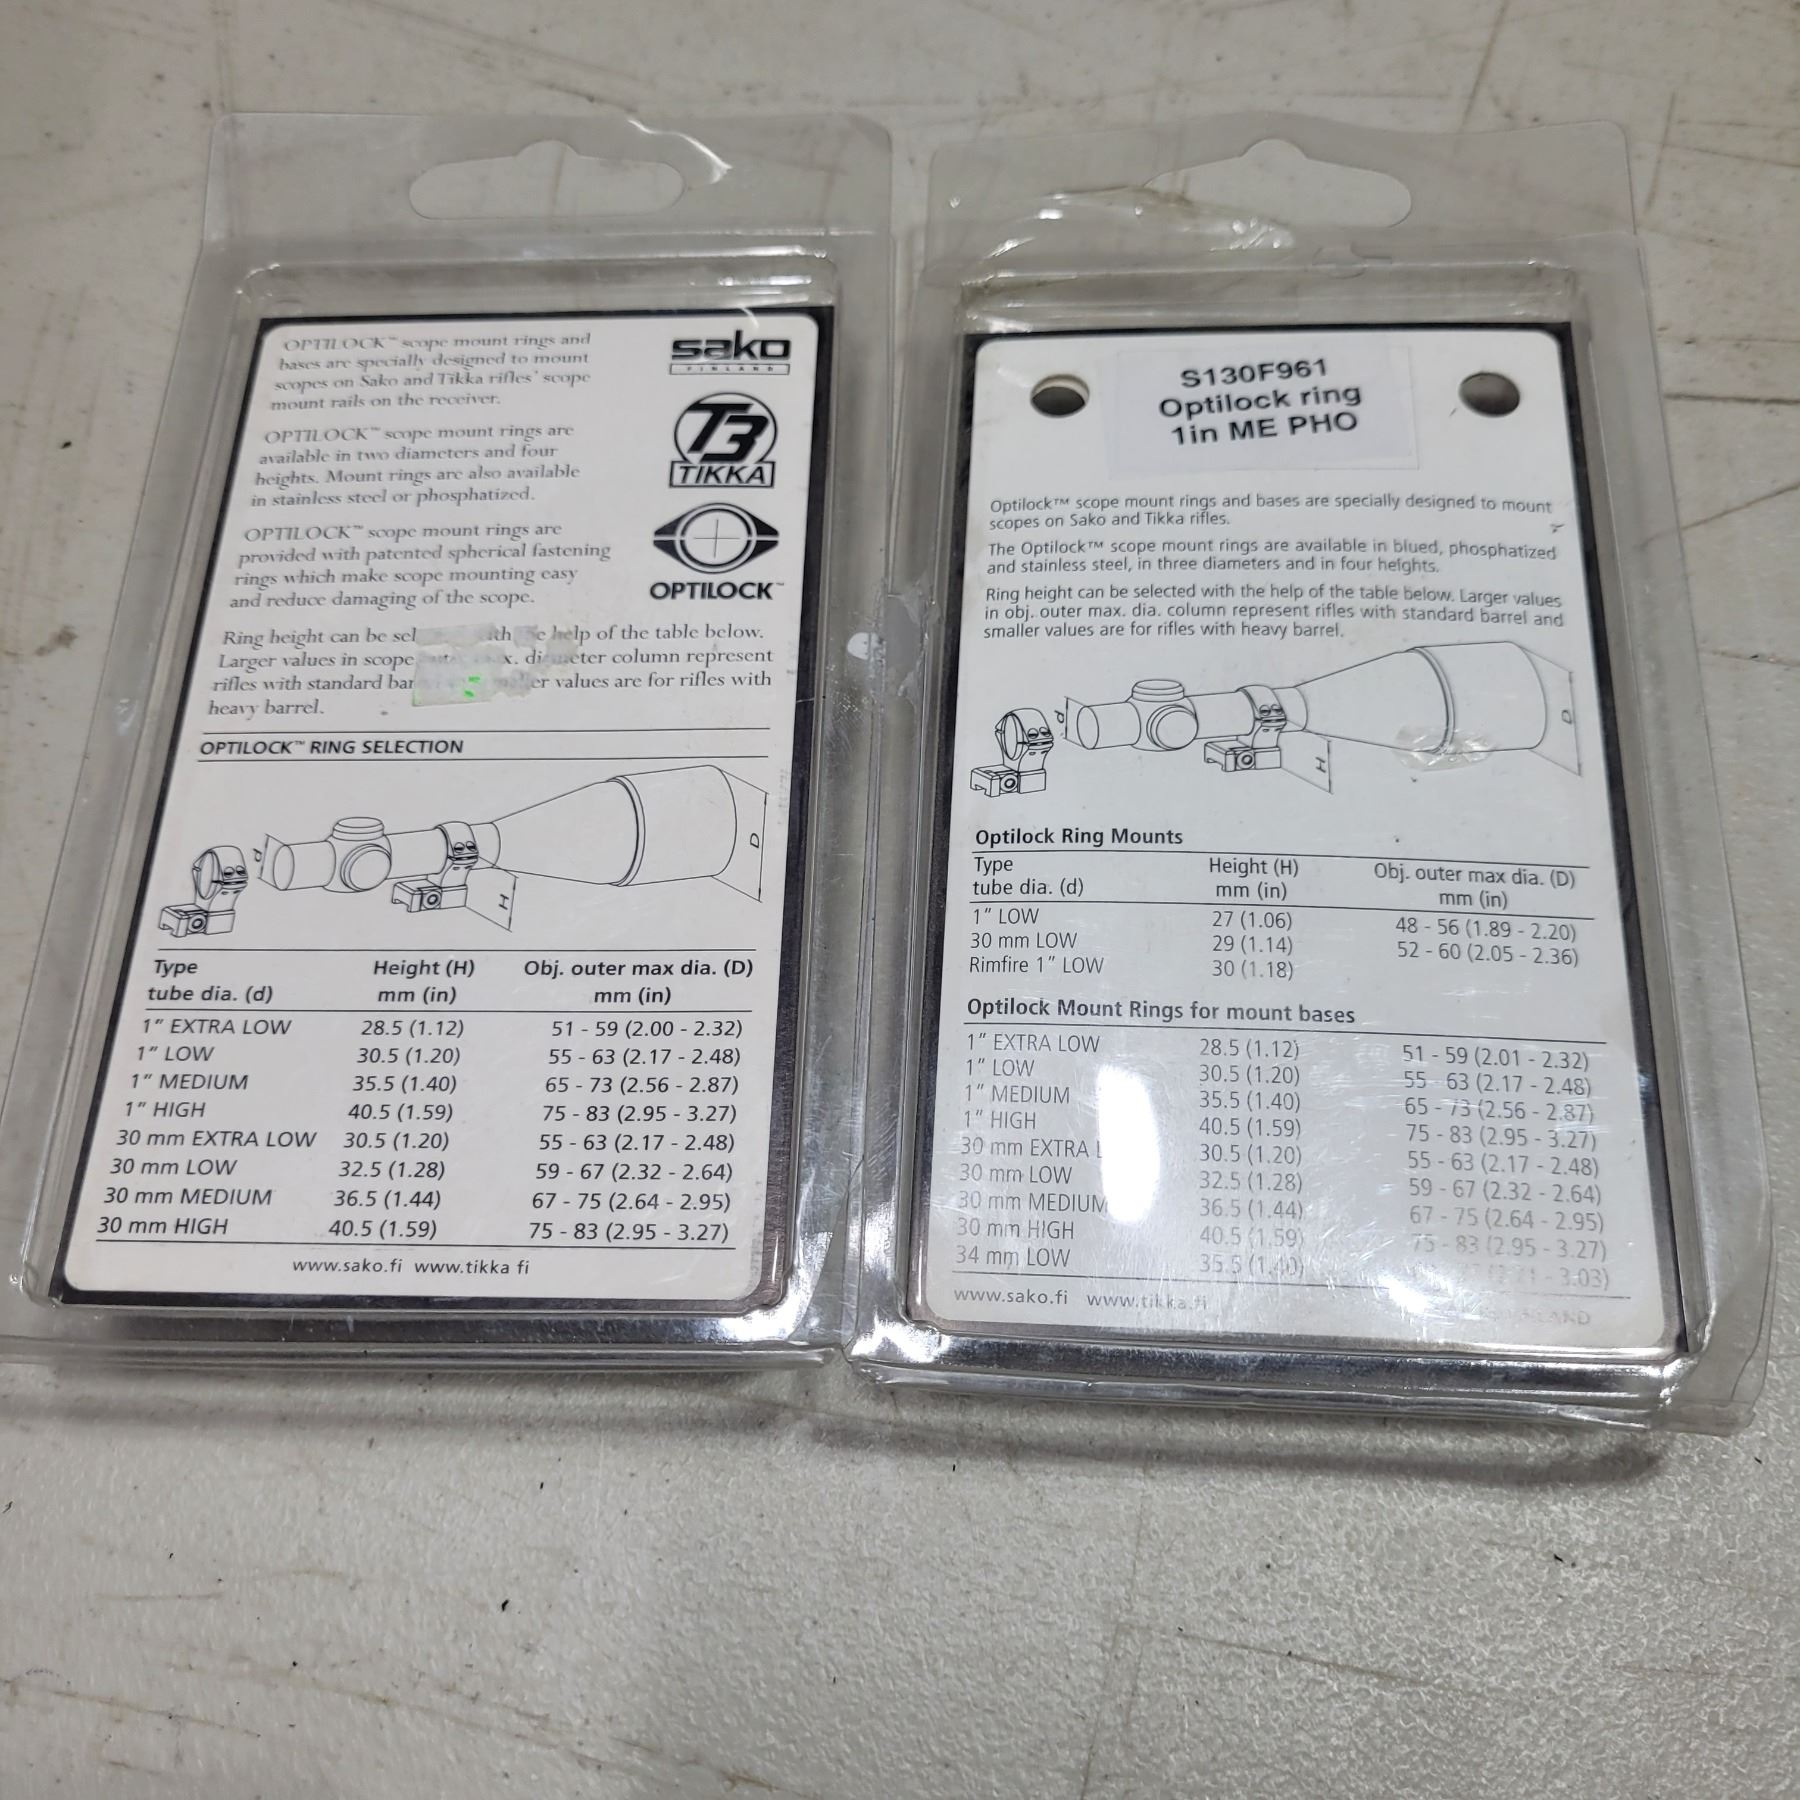 OPTILOCK™ scope mount rings and
bases are specially designed to mount
scopes on Sako and Tikka rifles' scope
mount rails on the receiver.
OPTILOCK™ scope mount rings are
available in two diameters and four
heights. Mount rings are also available
in stainless steel or phosphatized.
OPTILOCK™ scope mount rings are
provided with patented spherical fastening
rings which make scope mounting easy
and reduce damaging of the scope.
sako
FINLAND
T3
TIKKA
OPTILOCK™
Ring height can be help of the table below.
Larger values in scope column represent
rifles with standard values are for rifles with
heavy barrel.
OPTILOCK™ RING SELECTION
d H D
Type Height (H) Obj. outer max dia. (D)
tube dia. (d) mm (in) mm (in)
1" EXTRA LOW 28.5 (1.12) 51 - 59 (2.00 - 2.32)
1" LOW 30.5 (1.20) 55 - 63 (2.17 - 2.48)
1" MEDIUM 35.5 (1.40) 65 - 73 (2.56 - 2.87)
1" HIGH 40.5 (1.59) 75 - 83 (2.95 - 3.27)
30 mm EXTRA LOW 30.5 (1.20) 55 - 63 (2.17 - 2.48)
30 mm LOW 32.5 (1.28) 59 - 67 (2.32 - 2.64)
30 mm MEDIUM 36.5 (1.44) 67 - 75 (2.64 - 2.95)
30 mm HIGH 40.5 (1.59) 75 - 83 (2.95 - 3.27)
www.sako.fi www.tikka fi
S130F961
Optilock ring
1in ME PHO
Optilock™ scope mount rings and bases are specially designed to mount
scopes on Sako and Tikka rifles.
The Optilock™ scope mount rings are available in blued, phosphatized
and stainless steel, in three diameters and in four heights.
Ring height can be selected with the help of the table below. Larger values
in obj. outer max. dia. column represent rifles with standard barrel and
smaller values are for rifles with heavy barrel.
d H D
Optilock Ring Mounts
Type Height (H) Obj. outer max dia. (D)
tube dia. (d) mm (in) mm (in)
1" LOW 27 (1.06) 48 - 56 (1.89 - 2.20)
30 mm LOW 29 (1.14) 52 - 60 (2.05 - 2.36)
Rimfire 1" LOW 30 (1.18)
Optilock Mount Rings for mount bases
1" EXTRA LOW 28.5 (1.12) 51 - 59 (2.01 - 2.32)
1" LOW 30.5 (1.20) 55 - 63 (2.17 - 2.48)
1" MEDIUM 35.5 (1.40) 65 - 73 (2.56 - 2.87)
1" HIGH 40.5 (1.59) 75 - 83 (2.95 - 3.27)
30 mm EXTRA 30.5 (1.20) 55 - 63 (2.17 - 2.48)
30 mm LOW 32.5 (1.28) 59 - 67 (2.32 - 2.64)
30 mm MEDIUM 36.5 (1.44) 67 - 75 (2.64 - 2.95)
30 mm HIGH 40.5 (1.59) 75 - 83 (2.95 - 3.27)
34 mm LOW 35.5 (1.40) - 3.03)
www.sako.fi www.tikka.fi